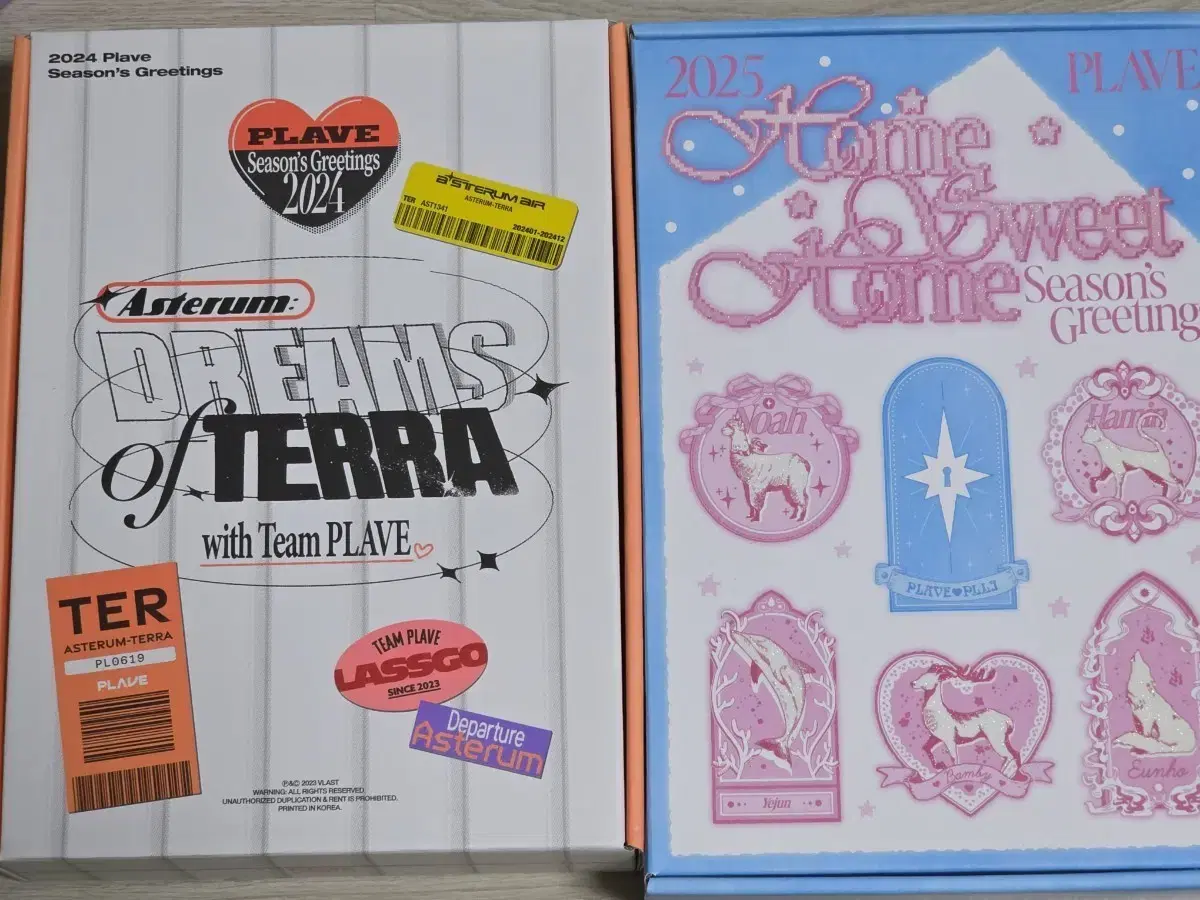 2024 Plave
Season's Greetings
PLAVE
Season's Greetings
2024
asterum air
ASTERUM-TERRA
TER AST1341
202401-202412
Asterum:
DREAMS
of TERRA
with Team PLAVE
TER
ASTERUM-TERRA
PL0619
PLAVE
TEAM PLAVE
LASSGO
SINCE 2023
Departure
Asterum
℗&© 2023 VLAST
WARNING: ALL RIGHTS RESERVED.
UNAUTHORIZED DUPLICATION & RENT IS PROHIBITED.
PRINTED IN KOREA.
2025
PLAVE
Home
Sweet
Home
Season's
Greeting
Noah
PLAVE♥PLLI
Hamin
Yejun
Bamby
Eunho